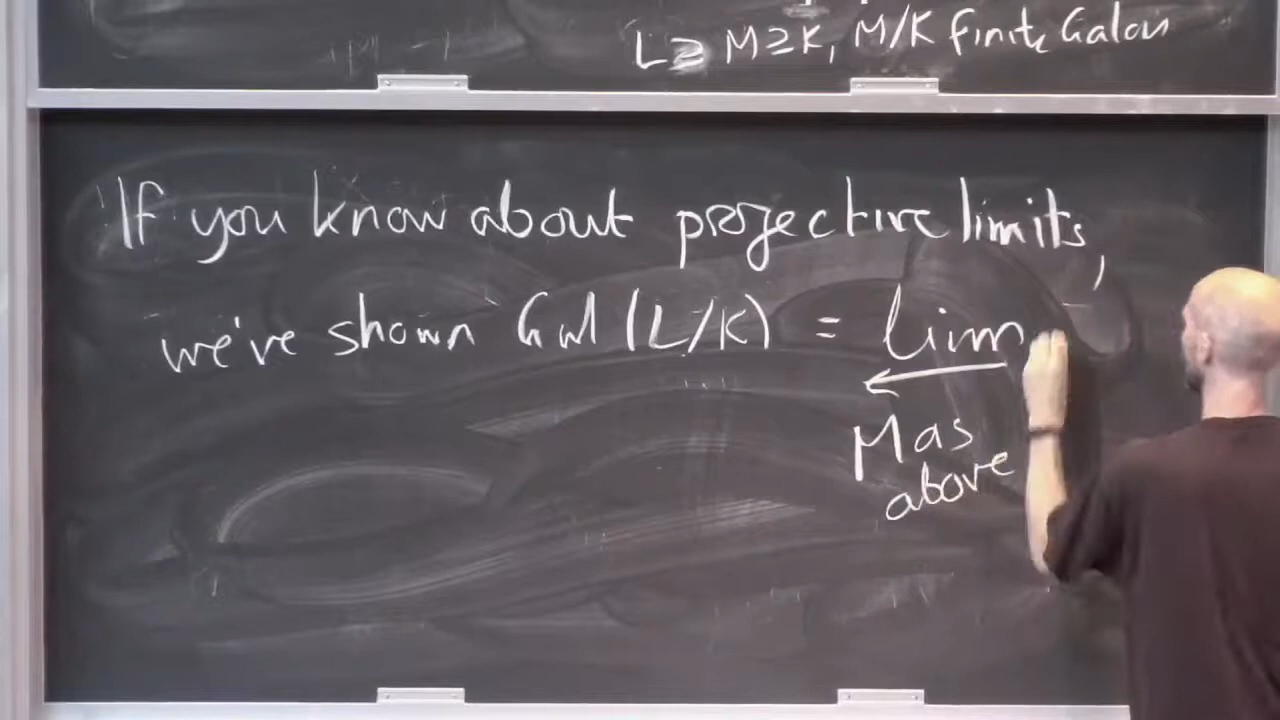 L ⊇ M ⊇ K, M/K finite Galois
If you know about projective limits,
we've shown Gal (L/K) = lim
←
M as
above